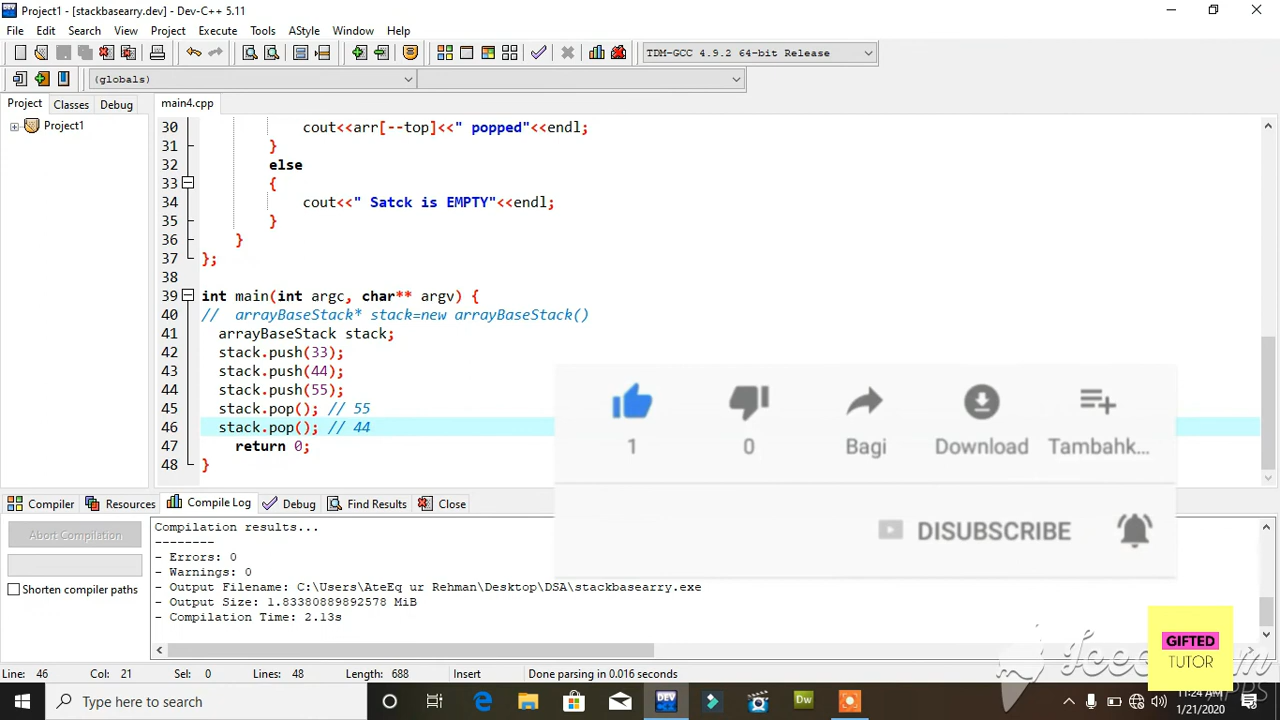 Project1 - [stackbasearry.dev] - Dev-C++ 5.11
File Edit Search View Project Execute Tools AStyle Window Help
TDM-GCC 4.9.2 64-bit Release
(globals)
Project Classes Debug main4.cpp
Project1
30 cout<<arr[--top]<<" popped"<<endl;
31 }
32 else
33 {
34 cout<<" Satck is EMPTY"<<endl;
35 }
36 }
37 };
38
39 int main(int argc, char** argv) {
40 // arrayBaseStack* stack=new arrayBaseStack()
41 arrayBaseStack stack;
42 stack.push(33);
43 stack.push(44);
44 stack.push(55);
45 stack.pop(); // 55
46 stack.pop(); // 44
47 return 0;
48 }
1 0 Bagi Download Tambahk...
DISUBSCRIBE
Compiler Resources Compile Log Debug Find Results Close
Abort Compilation
Shorten compiler paths
Compilation results...
--------
- Errors: 0
- Warnings: 0
- Output Filename: C:\Users\AteEq ur Rehman\Desktop\DSA\stackbasearry.exe
- Output Size: 1.83380889892578 MiB
- Compilation Time: 2.13s
GIFTED
TUTOR
Line: 46 Col: 21 Sel: 0 Lines: 48 Length: 688 Insert Done parsing in 0.016 seconds
Type here to search
DEV
Dw
11:24 AM
1/21/2020